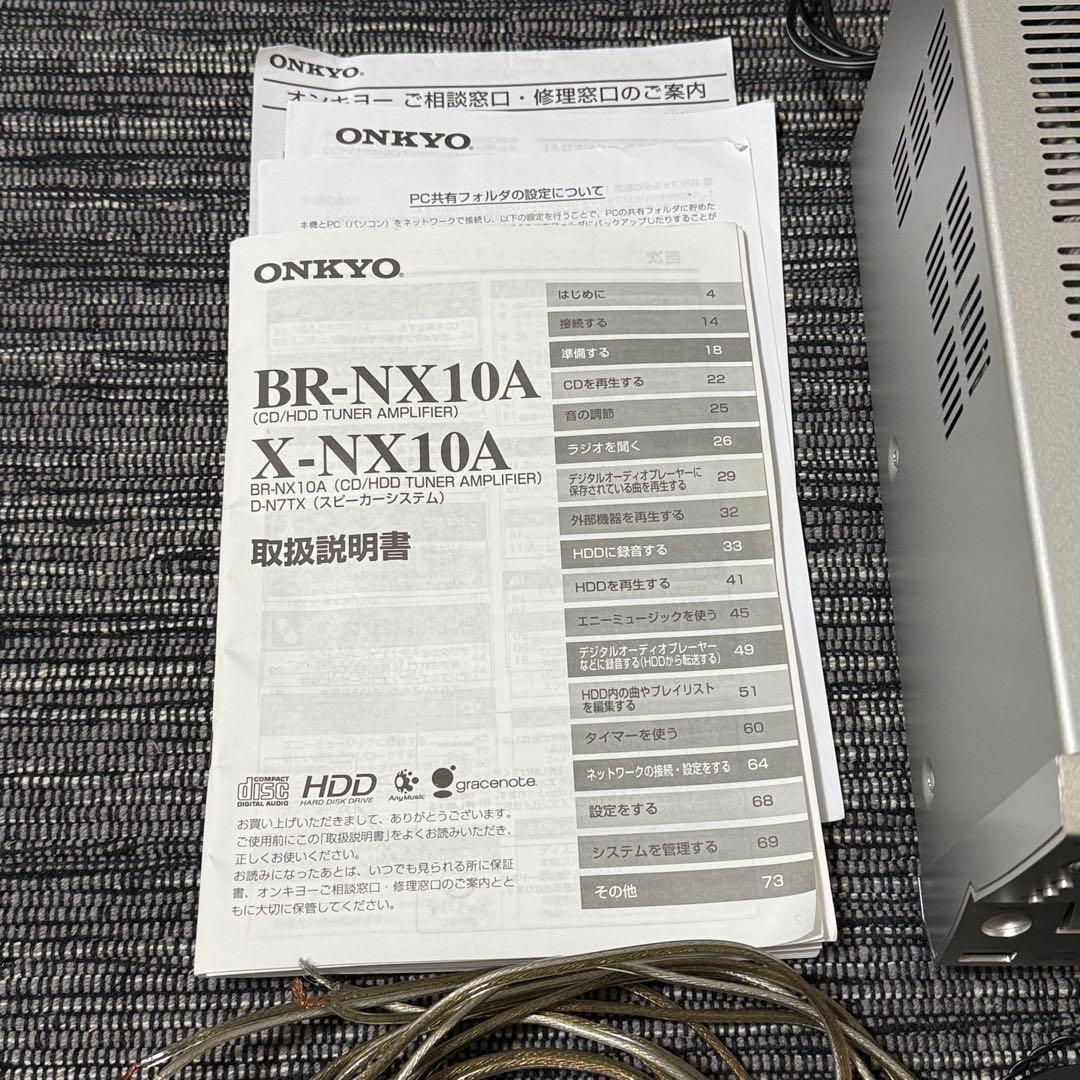 ONKYO
オンキヨー ご相談窓口・修理窓口のご案内
ONKYO
PC共有フォルダの設定について
本機とPC（パソコン）をネットワークで接続し、以下の設定を行うことで、PCの共有フォルダに貯めた
ONKYO
BR-NX10A
(CD/HDD TUNER AMPLIFIER)
X-NX10A
BR-NX10A (CD/HDD TUNER AMPLIFIER)
D-N7TX（スピーカーシステム）
取扱説明書
はじめに 4
接続する 14
準備する 18
CDを再生する 22
音の調節 25
ラジオを聞く 26
デジタルオーディオプレーヤーに
保存されている曲を再生する 29
外部機器を再生する 32
HDDに録音する 33
HDDを再生する 41
エニーミュージックを使う 45
デジタルオーディオプレーヤー
などに録音する(HDDから転送する) 49
HDD内の曲やプレイリスト
を編集する 51
タイマーを使う 60
ネットワークの接続・設定をする 64
設定をする 68
システムを管理する 69
その他 73
COMPACT
disc
DIGITAL AUDIO
HDD
HARD DISK DRIVE
AnyMusic
gracenote
お買い上げいただきまして、ありがとうございます。
ご使用前にこの「取扱説明書」をよくお読みいただき、
正しくお使いください。
お読みになったあとは、いつでも見られる所に保証
書、オンキヨーご相談窓口・修理窓口のご案内とと
もに大切に保管してください。